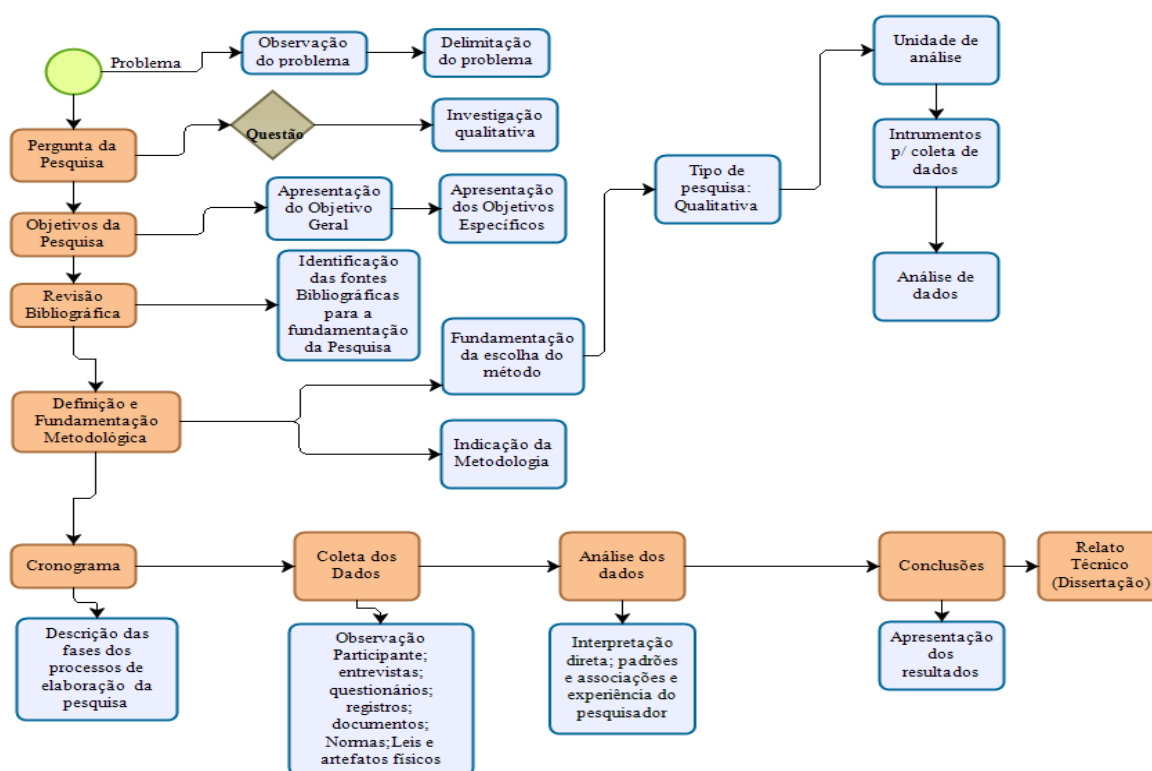 Problema
Observação
do problema
Delimitação
do problema
Pergunta da
Pesquisa
Questão
Investigação
qualitativa
Objetivos da
Pesquisa
Apresentação
do Objetivo
Geral
Apresentação
dos Objetivos
Específicos
Revisão
Bibliográfica
Identificação
das fontes
Bibliográficas
para a
fundamentação
da Pesquisa
Definição e
Fundamentação
Metodológica
Fundamentação
da escolha do
método
Indicação da
Metodologia
Tipo de
pesquisa:
Qualitativa
Unidade de
análise
Intrumentos
p/ coleta de
dados
Análise de
dados
Cronograma
Descrição das
fases dos
processos de
elaboração da
pesquisa
Coleta dos
Dados
Observação
Participante;
entrevistas;
questionários;
registros;
documentos;
Normas;Leis e
artefatos físicos
Análise dos
dados
Interpretação
direta; padrões
e associações e
experiência do
pesquisador
Conclusões
Apresentação
dos
resultados
Relato
Técnico
(Dissertação)